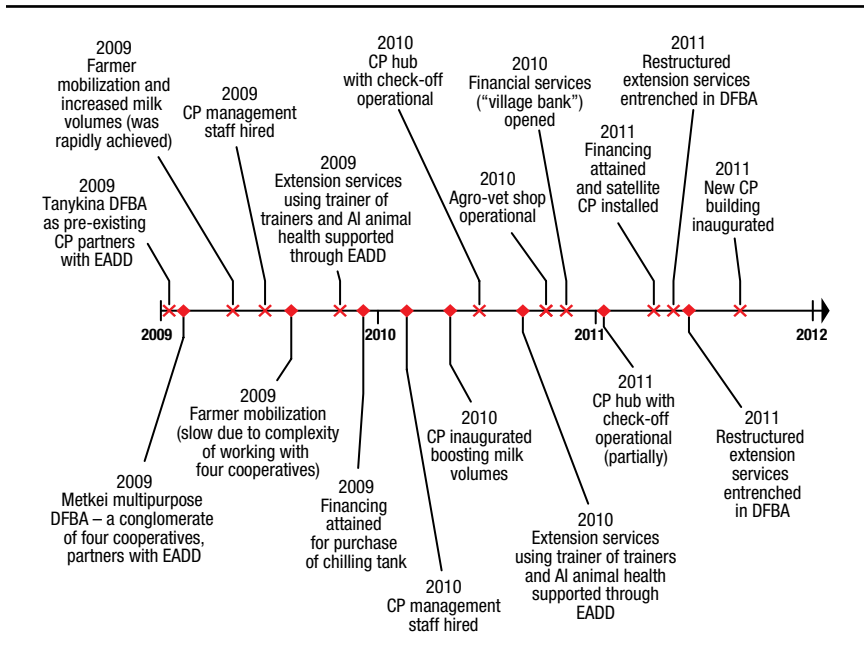 2009
Farmer
mobilization and
increased milk
volumes (was
rapidly achieved)
2009
CP management
staff hired
2010
CP hub
with check-off
operational
2010
Financial services
(“village bank”)
opened
2011
Restructured
extension services
entrenched in DFBA
2009
Tanykina DFBA
as pre-existing
CP partners
with EADD
2009
Extension services
using trainer of
trainers and AI animal
health supported
through EADD
2010
Agro-vet shop
operational
2011
Financing
attained
and satellite
CP installed
2011
New CP
building
inaugurated
2009
2010
2011
2012
2009
Metkei multipurpose
DFBA – a conglomerate
of four cooperatives,
partners with EADD
2009
Farmer mobilization
(slow due to complexity
of working with
four cooperatives)
2009
Financing
attained
for purchase
of chilling tank
2010
CP management
staff hired
2010
CP inaugurated
boosting milk
volumes
2010
Extension services
using trainer of trainers
and AI animal health
supported through
EADD
2011
CP hub with
check-off
operational
(partially)
2011
Restructured
extension
services
entrenched
in DFBA